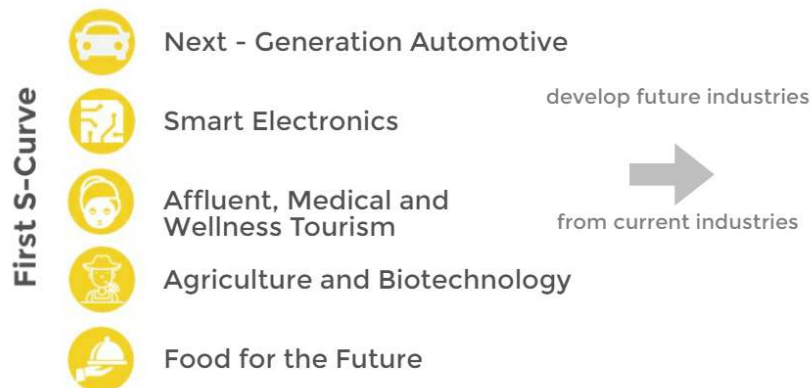 First S-Curve
Next - Generation Automotive
Smart Electronics
Affluent, Medical and
Wellness Tourism
Agriculture and Biotechnology
Food for the Future
develop future industries
from current industries